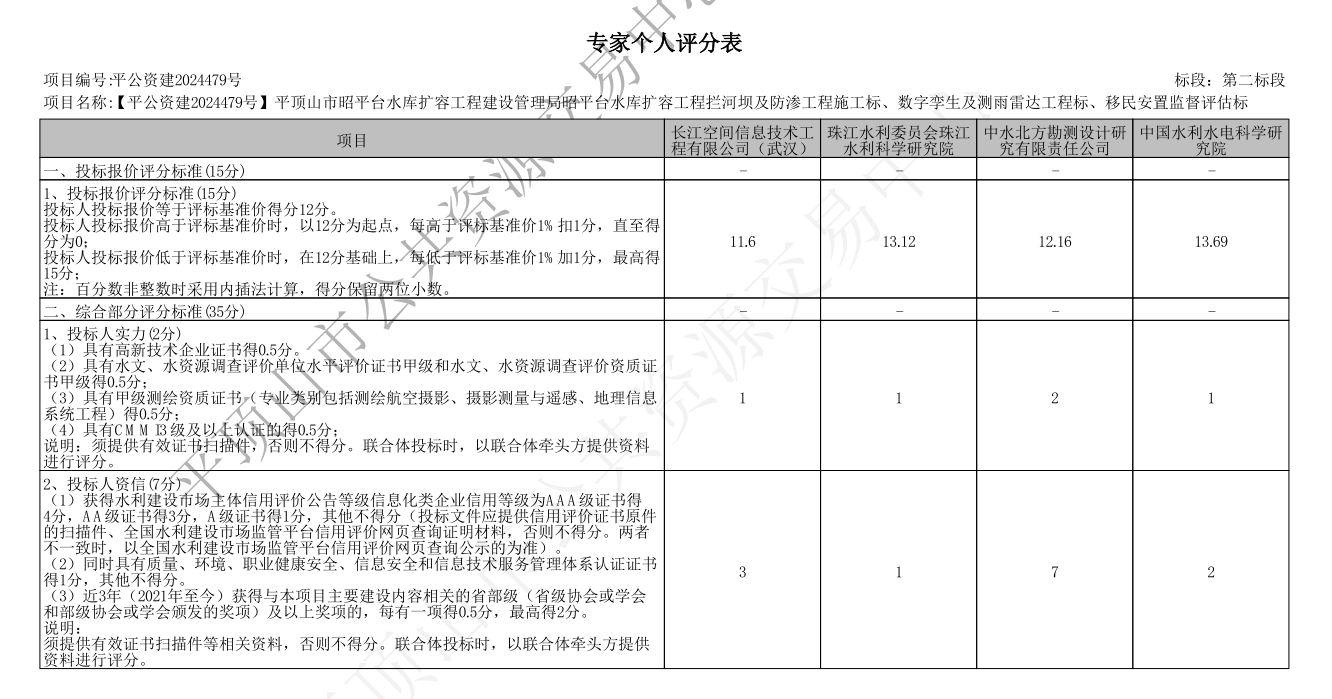 专家个人评分表
项目编号:平公资建2024479号
标段：第二标段
项目名称:【平公资建2024479号】平顶山市昭平台水库扩容工程建设管理局昭平台水库扩容工程拦河坝及防渗工程施工标、数字孪生及测雨雷达工程标、移民安置监督评估标
项目
长江空间信息技术工
程有限公司（武汉）
珠江水利委员会珠江
水利科学研究院
中水北方勘测设计研
究有限责任公司
中国水利水电科学研
究院
一、投标报价评分标准(15分)
-
-
-
-
1、投标报价评分标准(15分)
投标人投标报价等于评标基准价得分12分。
投标人投标报价高于评标基准价时，以12分为起点，每高于评标基准价1% 扣1分，直至得
分为0；
投标人投标报价低于评标基准价时，在12分基础上，每低于评标基准价1% 加1分，最高得
15分；
注：百分数非整数时采用内插法计算，得分保留两位小数。
11.6
13.12
12.16
13.69
二、综合部分评分标准(35分)
-
-
-
-
1、投标人实力(2分)
（1）具有高新技术企业证书得0.5分。
（2）具有水文、水资源调查评价单位水平评价证书甲级和水文、水资源调查评价资质证
书甲级得0.5分；
（3）具有甲级测绘资质证书（专业类别包括测绘航空摄影、摄影测量与遥感、地理信息
系统工程）得0.5分；
（4）具有CMMI3级及以上认证的得0.5分；
说明：须提供有效证书扫描件，否则不得分。联合体投标时，以联合体牵头方提供资料
进行评分。
1
1
2
1
2、投标人资信(7分)
（1）获得水利建设市场主体信用评价公告等级信息化类企业信用等级为AAA级证书得
4分，AA级证书得3分，A级证书得1分，其他不得分（投标文件应提供信用评价证书原件
的扫描件、全国水利建设市场监管平台信用评价网页查询证明材料，否则不得分。两者
不一致时，以全国水利建设市场监管平台信用评价网页查询公示的为准）。
（2）同时具有质量、环境、职业健康安全、信息安全和信息技术服务管理体系认证证书
得1分，其他不得分。
（3）近3年（2021年至今）获得与本项目主要建设内容相关的省部级（省级协会或学会
和部级协会或学会颁发的奖项）及以上奖项的，每有一项得0.5分，最高得2分。
说明：
须提供有效证书扫描件等相关资料，否则不得分。联合体投标时，以联合体牵头方提供
资料进行评分。
3
1
7
2
平顶山市公共资源交易中心
平顶山市公共资源交易中心